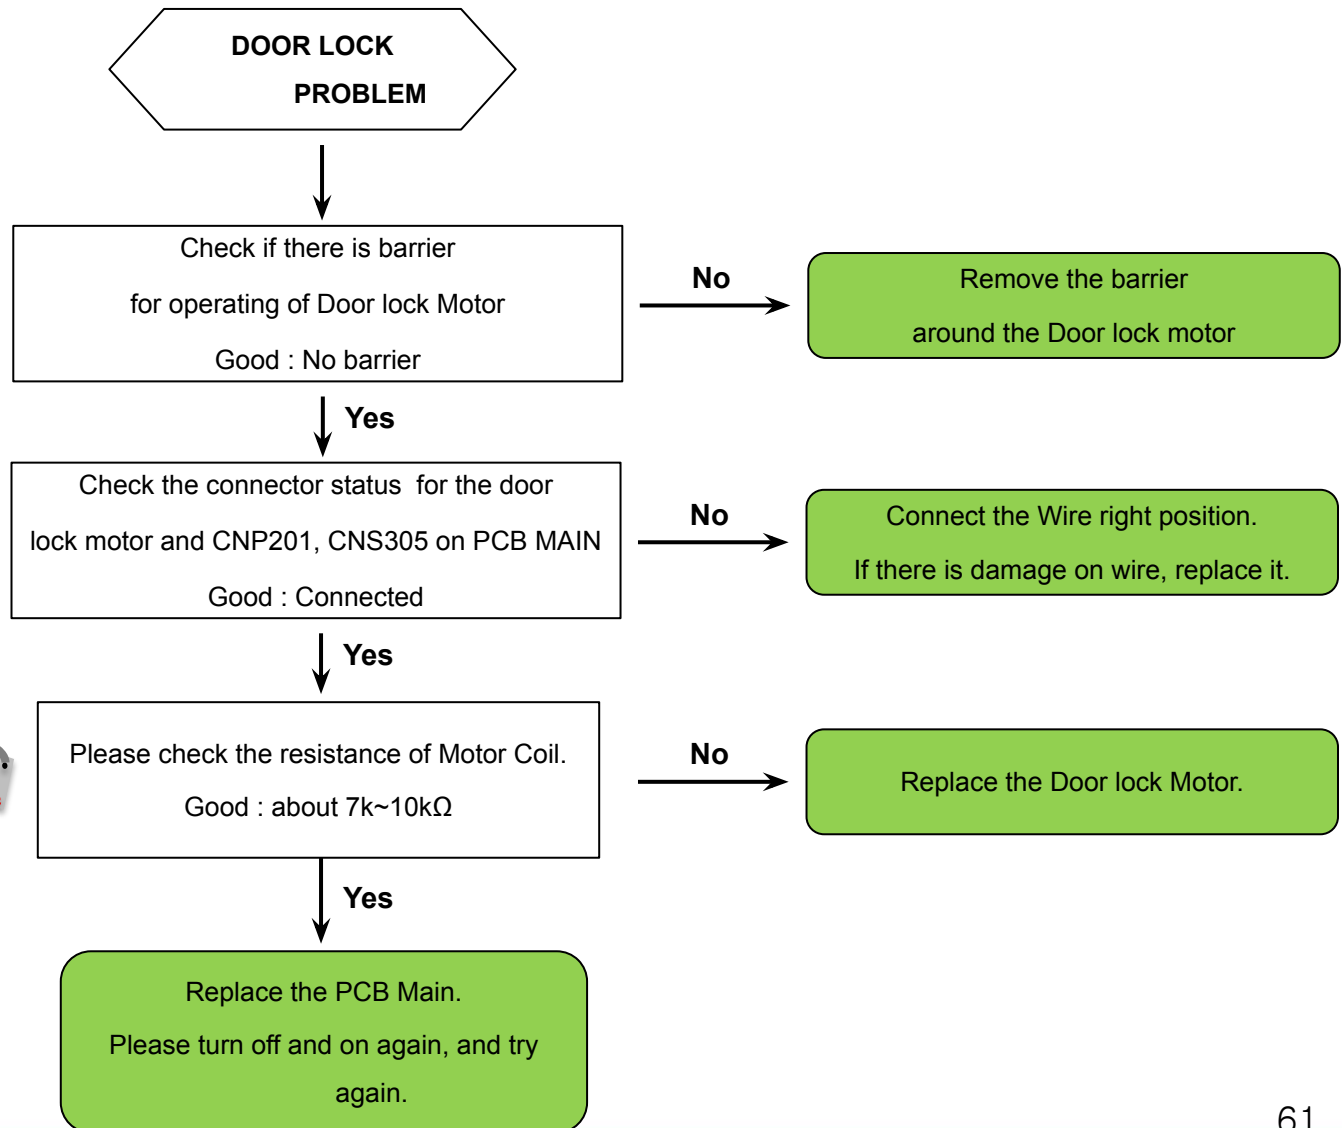 DOOR LOCK
PROBLEM
Check if there is barrier
for operating of Door lock Motor
Good : No barrier
No
Remove the barrier
around the Door lock motor
Yes
Check the connector status  for the door
lock motor and CNP201, CNS305 on PCB MAIN
Good : Connected
No
Connect the Wire right position.
If there is damage on wire, replace it.
Yes
Please check the resistance of Motor Coil.
Good : about 7k~10kΩ
No
Replace the Door lock Motor.
Yes
Replace the PCB Main.
Please turn off and on again, and try
again.
61